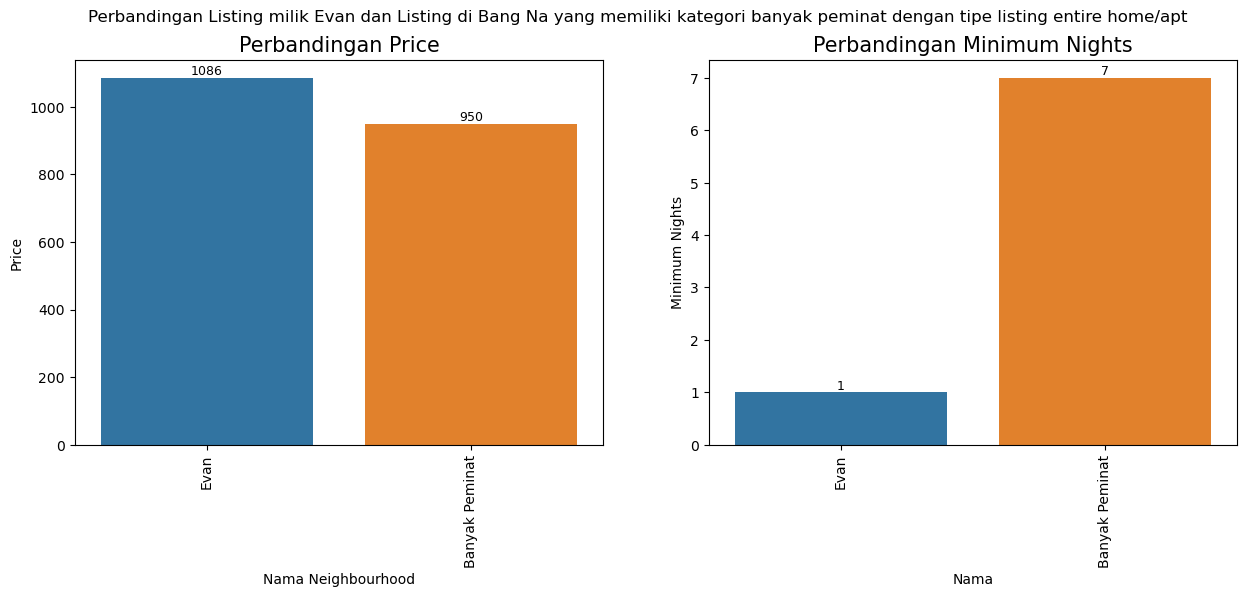 Perbandingan Listing milik Evan dan Listing di Bang Na yang memiliki kategori banyak peminat dengan tipe listing entire home/apt
Perbandingan Price
1086
950
1000
800
600
400
200
0
Price
Evan
Banyak Peminat
Nama Neighbourhood
Perbandingan Minimum Nights
7
1
7
6
5
4
3
2
1
0
Minimum Nights
Evan
Banyak Peminat
Nama